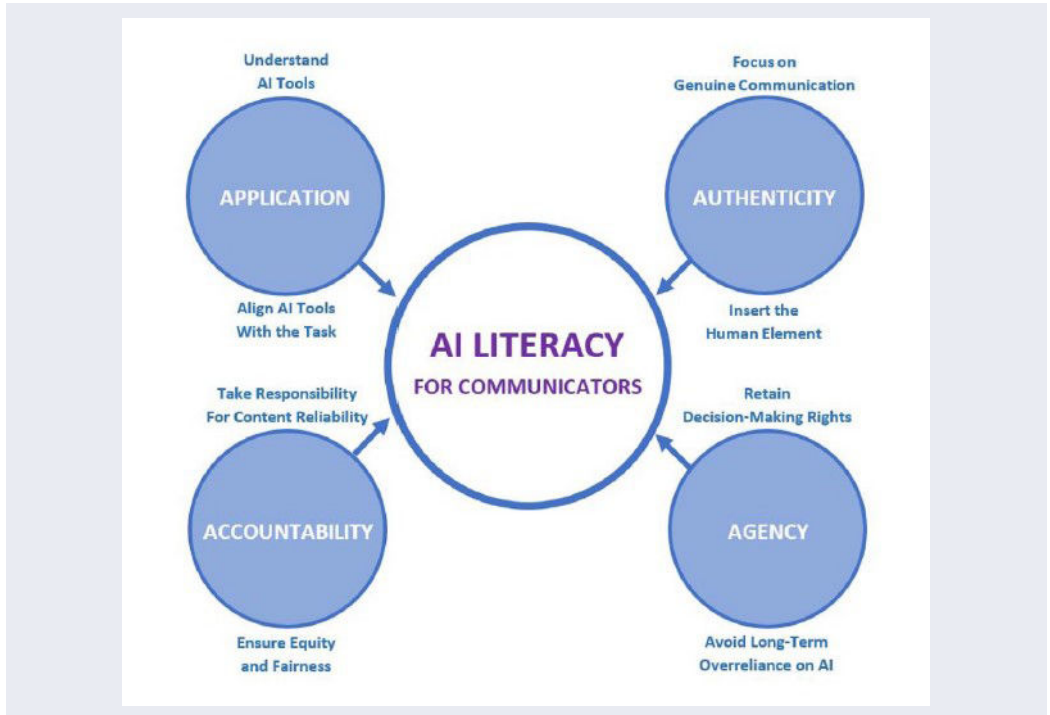 Understand
AI Tools
APPLICATION
Align AI Tools
With the Task
Focus on
Genuine Communication
AUTHENTICITY
Insert the
Human Element
AI LITERACY
FOR COMMUNICATORS
Take Responsibility
For Content Reliability
ACCOUNTABILITY
Ensure Equity
and Fairness
Retain
Decision-Making Rights
AGENCY
Avoid Long-Term
Overreliance on AI